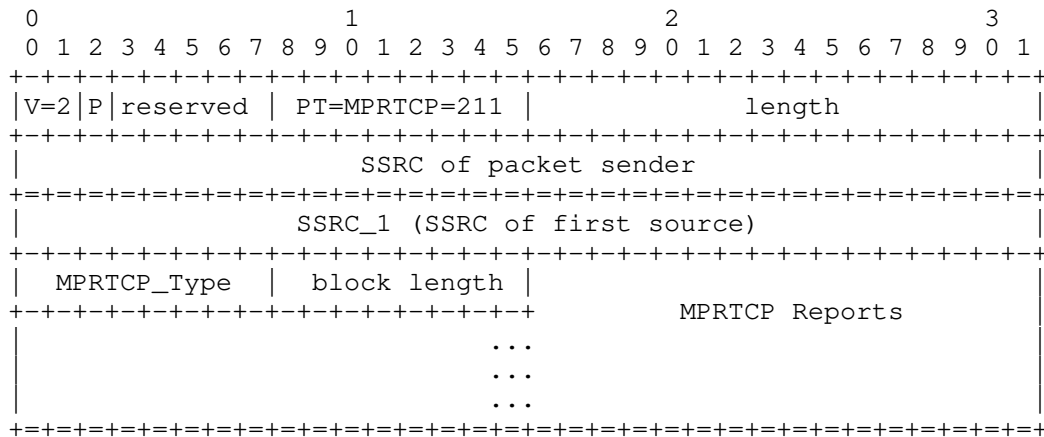 0                   1                   2                   3
0 1 2 3 4 5 6 7 8 9 0 1 2 3 4 5 6 7 8 9 0 1 2 3 4 5 6 7 8 9 0 1
+-+-+-+-+-+-+-+-+-+-+-+-+-+-+-+-+-+-+-+-+-+-+-+-+-+-+-+-+-+-+-+-+
|V=2|P|reserved | PT=MPRTCP=211 |             length            |
+-+-+-+-+-+-+-+-+-+-+-+-+-+-+-+-+-+-+-+-+-+-+-+-+-+-+-+-+-+-+-+-+
|                     SSRC of packet sender                     |
+=+=+=+=+=+=+=+=+=+=+=+=+=+=+=+=+=+=+=+=+=+=+=+=+=+=+=+=+=+=+=+=+
|                 SSRC_1 (SSRC of first source)                 |
+-+-+-+-+-+-+-+-+-+-+-+-+-+-+-+-+-+-+-+-+-+-+-+-+-+-+-+-+-+-+-+-+
|  MPRTCP_Type  |  block length |                               |
+-+-+-+-+-+-+-+-+-+-+-+-+-+-+-+-+         MPRTCP Reports        |
|                             ...                               |
|                             ...                               |
|                             ...                               |
+=+=+=+=+=+=+=+=+=+=+=+=+=+=+=+=+=+=+=+=+=+=+=+=+=+=+=+=+=+=+=+=+